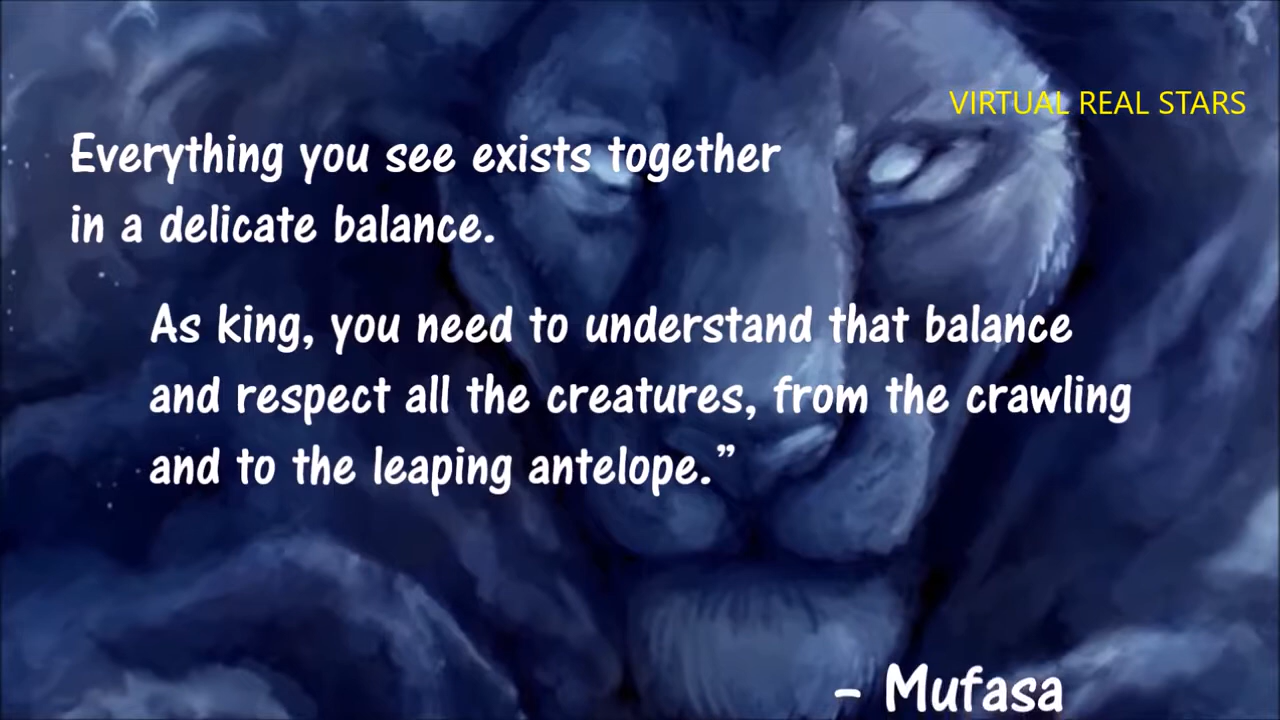 VIRTUAL REAL STARS
Everything you see exists together
in a delicate balance.
As king, you need to understand that balance
and respect all the creatures, from the crawling
and to the leaping antelope.”
– Mufasa